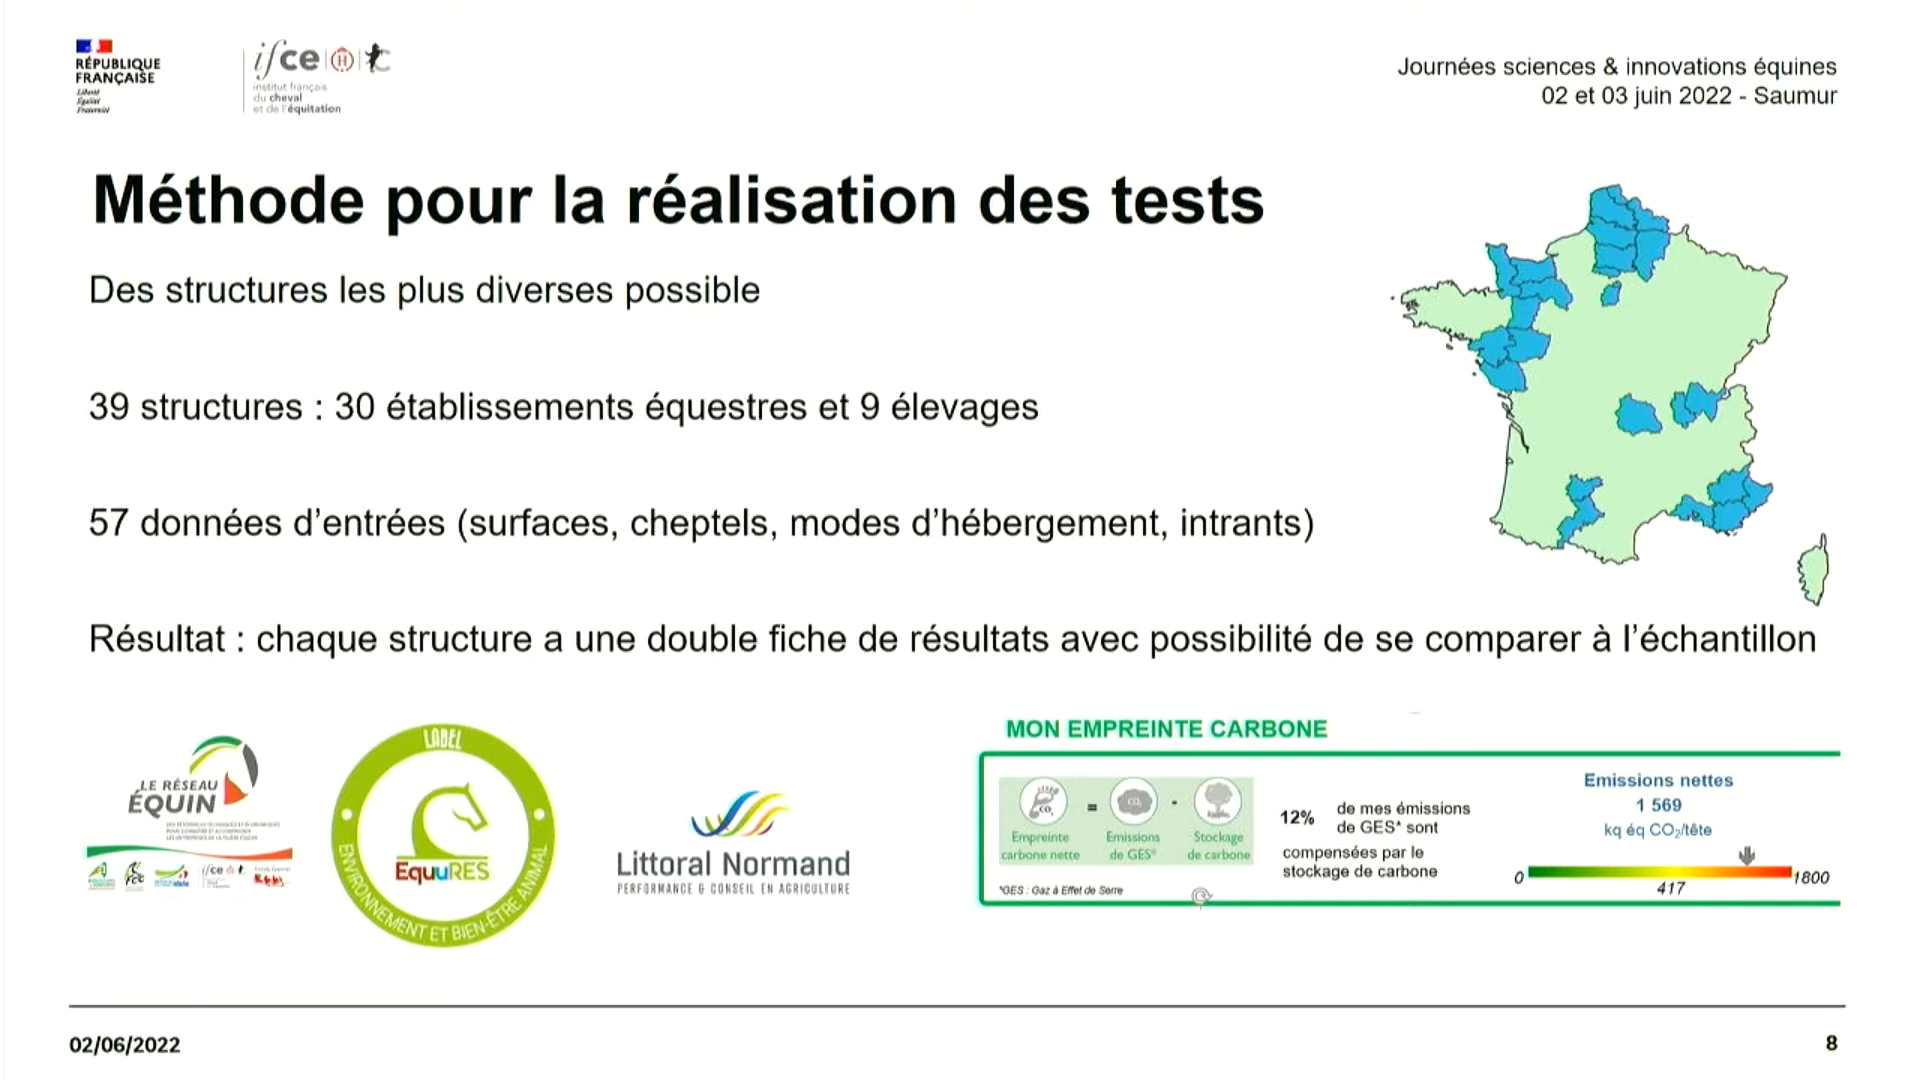 RÉPUBLIQUE
FRANÇAISE
Liberté
Égalité
Fraternité
ifce
institut français
du cheval
et de l'équitation
Journées sciences & innovations équines
02 et 03 juin 2022 - Saumur
Méthode pour la réalisation des tests
Des structures les plus diverses possible
39 structures : 30 établissements équestres et 9 élevages
57 données d'entrées (surfaces, cheptels, modes d'hébergement, intrants)
Résultat : chaque structure a une double fiche de résultats avec possibilité de se comparer à l'échantillon
LE RÉSEAU
ÉQUIN
LABEL
EquuRES
ENVIRONNEMENT ET BIEN-ÊTRE ANIMAL
Littoral Normand
PERFORMANCE & CONSEIL EN AGRICULTURE
MON EMPREINTE CARBONE
Empreinte
carbone nette
=
Emissions
de GES*
-
Stockage
de carbone
*GES : Gaz à Effet de Serre
12% de mes émissions
de GES* sont
compensées par le
stockage de carbone
Emissions nettes
1 569
kq éq CO₂/tête
0
417
1800
02/06/2022
8